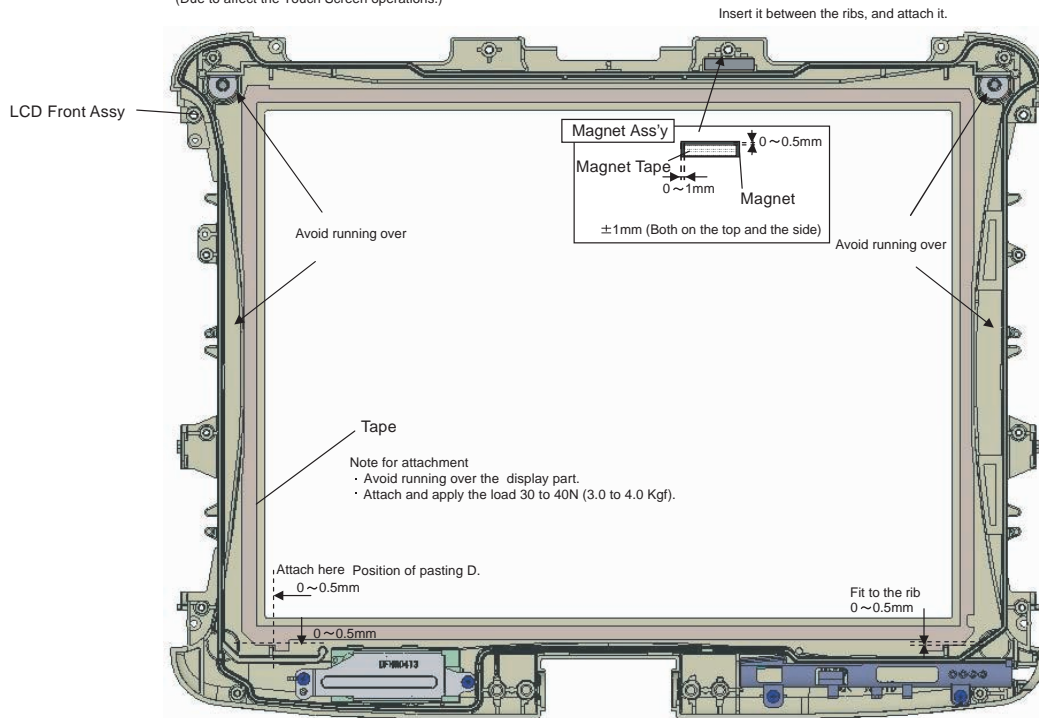 (Due to affect the Touch Screen operations.)
Insert it between the ribs, and attach it.
LCD Front Assy
Magnet Ass'y
0~0.5mm
Magnet Tape
0~1mm
Magnet
±1mm (Both on the top and the side)
Avoid running over
Avoid running over
Tape
Note for attachment
・Avoid running over the display part.
・Attach and apply the load 30 to 40N (3.0 to 4.0 Kgf).
Attach here Position of pasting D.
0~0.5mm
Fit to the rib
0~0.5mm
0~0.5mm